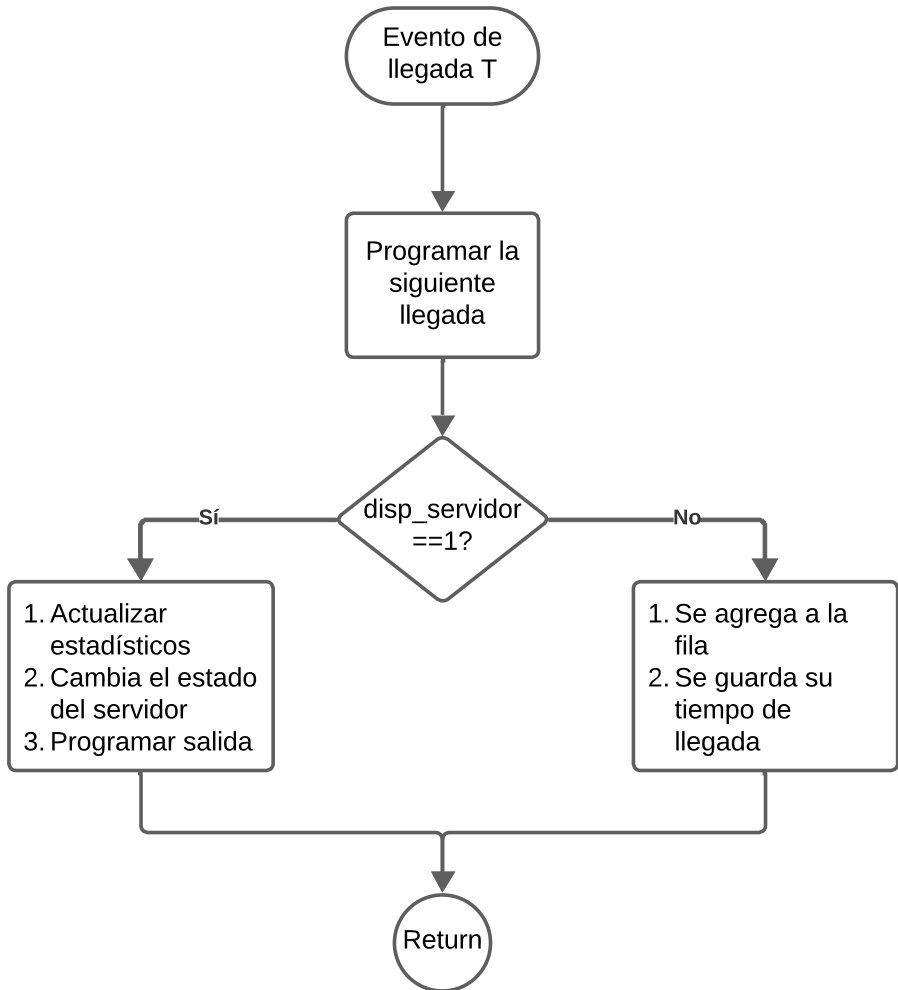 Evento de
llegada T
Programar la
siguiente
llegada
disp_servidor
==1?
Sí
No
1. Actualizar
estadísticos
2. Cambia el estado
del servidor
3. Programar salida
1. Se agrega a la
fila
2. Se guarda su
tiempo de
llegada
Return